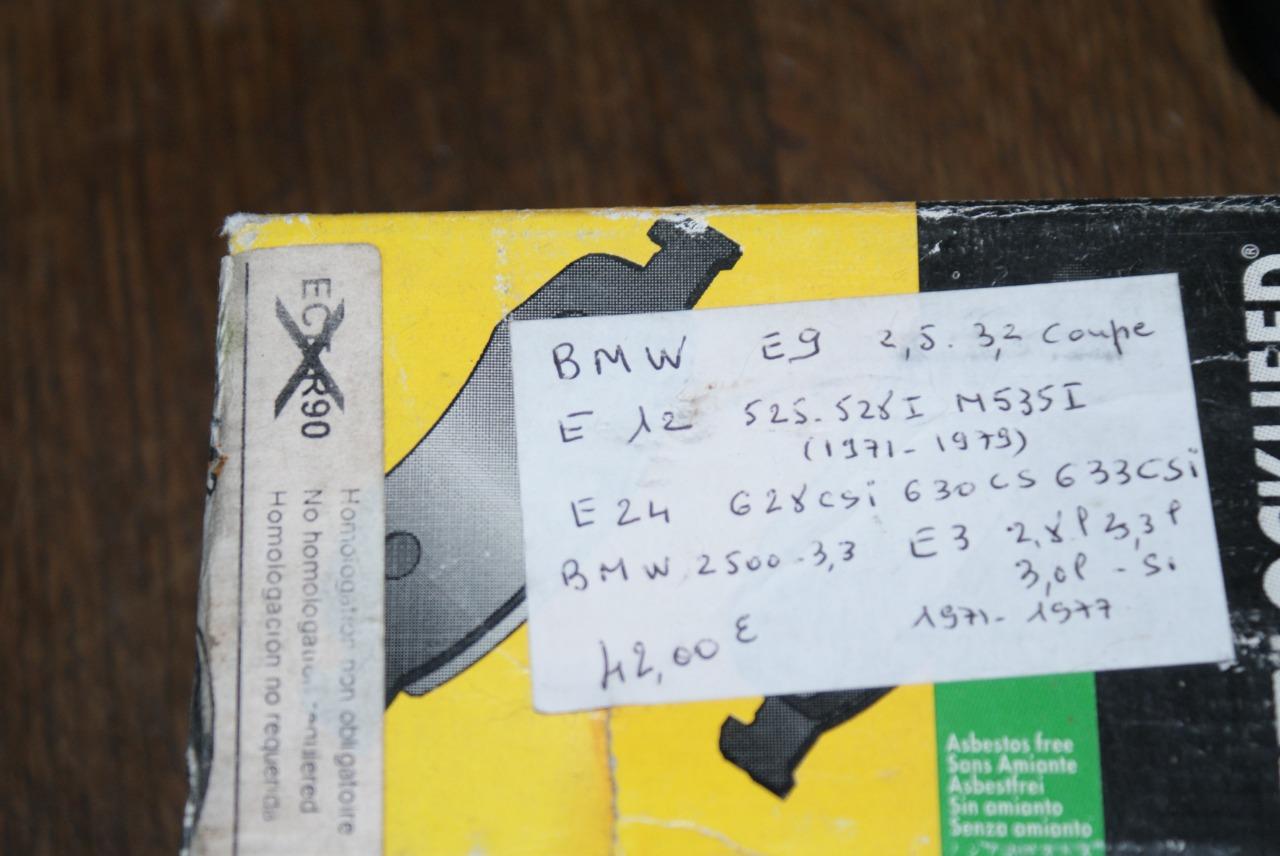 BMW E9 2,5. 3,2 Coupe
E 12 525.528I M535I
(1971-1979)
E24 628csi 630CS 633CSi
BMW 2500-3,3 E3 2,8l 3,3l
3,0l - Si
1971-1977
42,00 €
R90
Homologation non obligatoire
No homologation required
Homologación no requerida
Asbestos free
Sans Amiante
Asbestfrei
Sin amianto
Senza amianto